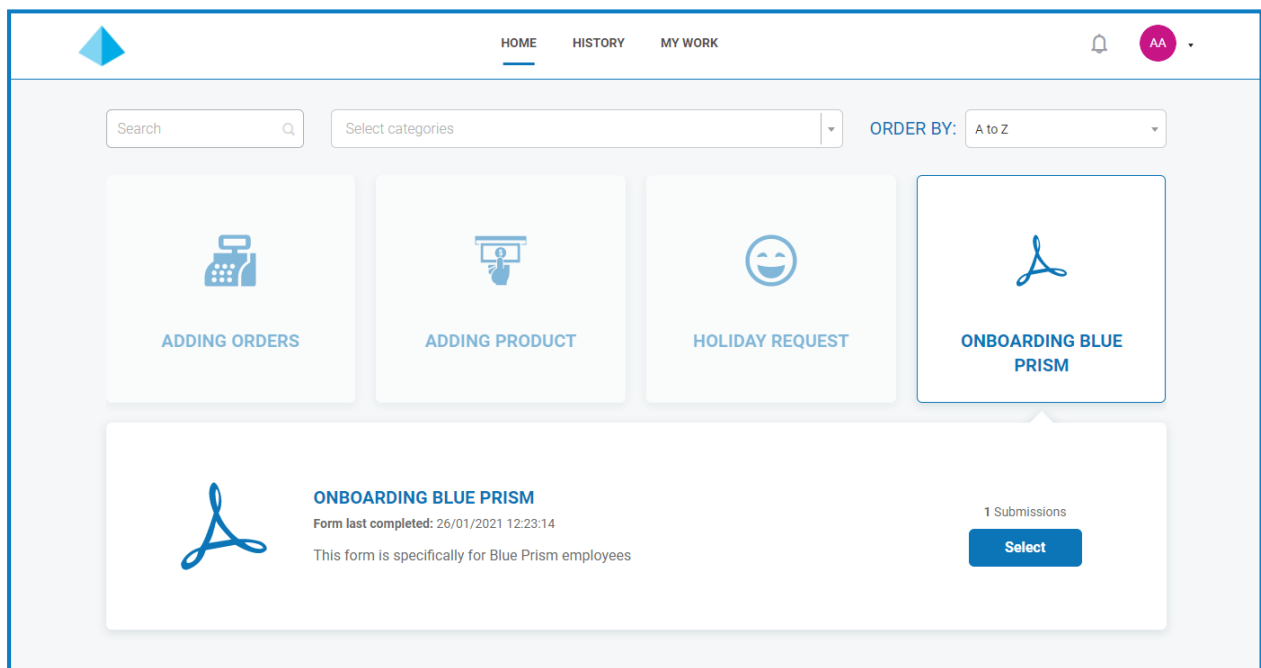 HOME HISTORY MY WORK
AA
Search
Select categories
ORDER BY:
A to Z
ADDING ORDERS
ADDING PRODUCT
HOLIDAY REQUEST
ONBOARDING BLUE
PRISM
ONBOARDING BLUE PRISM
Form last completed: 26/01/2021 12:23:14
This form is specifically for Blue Prism employees
1 Submissions
Select